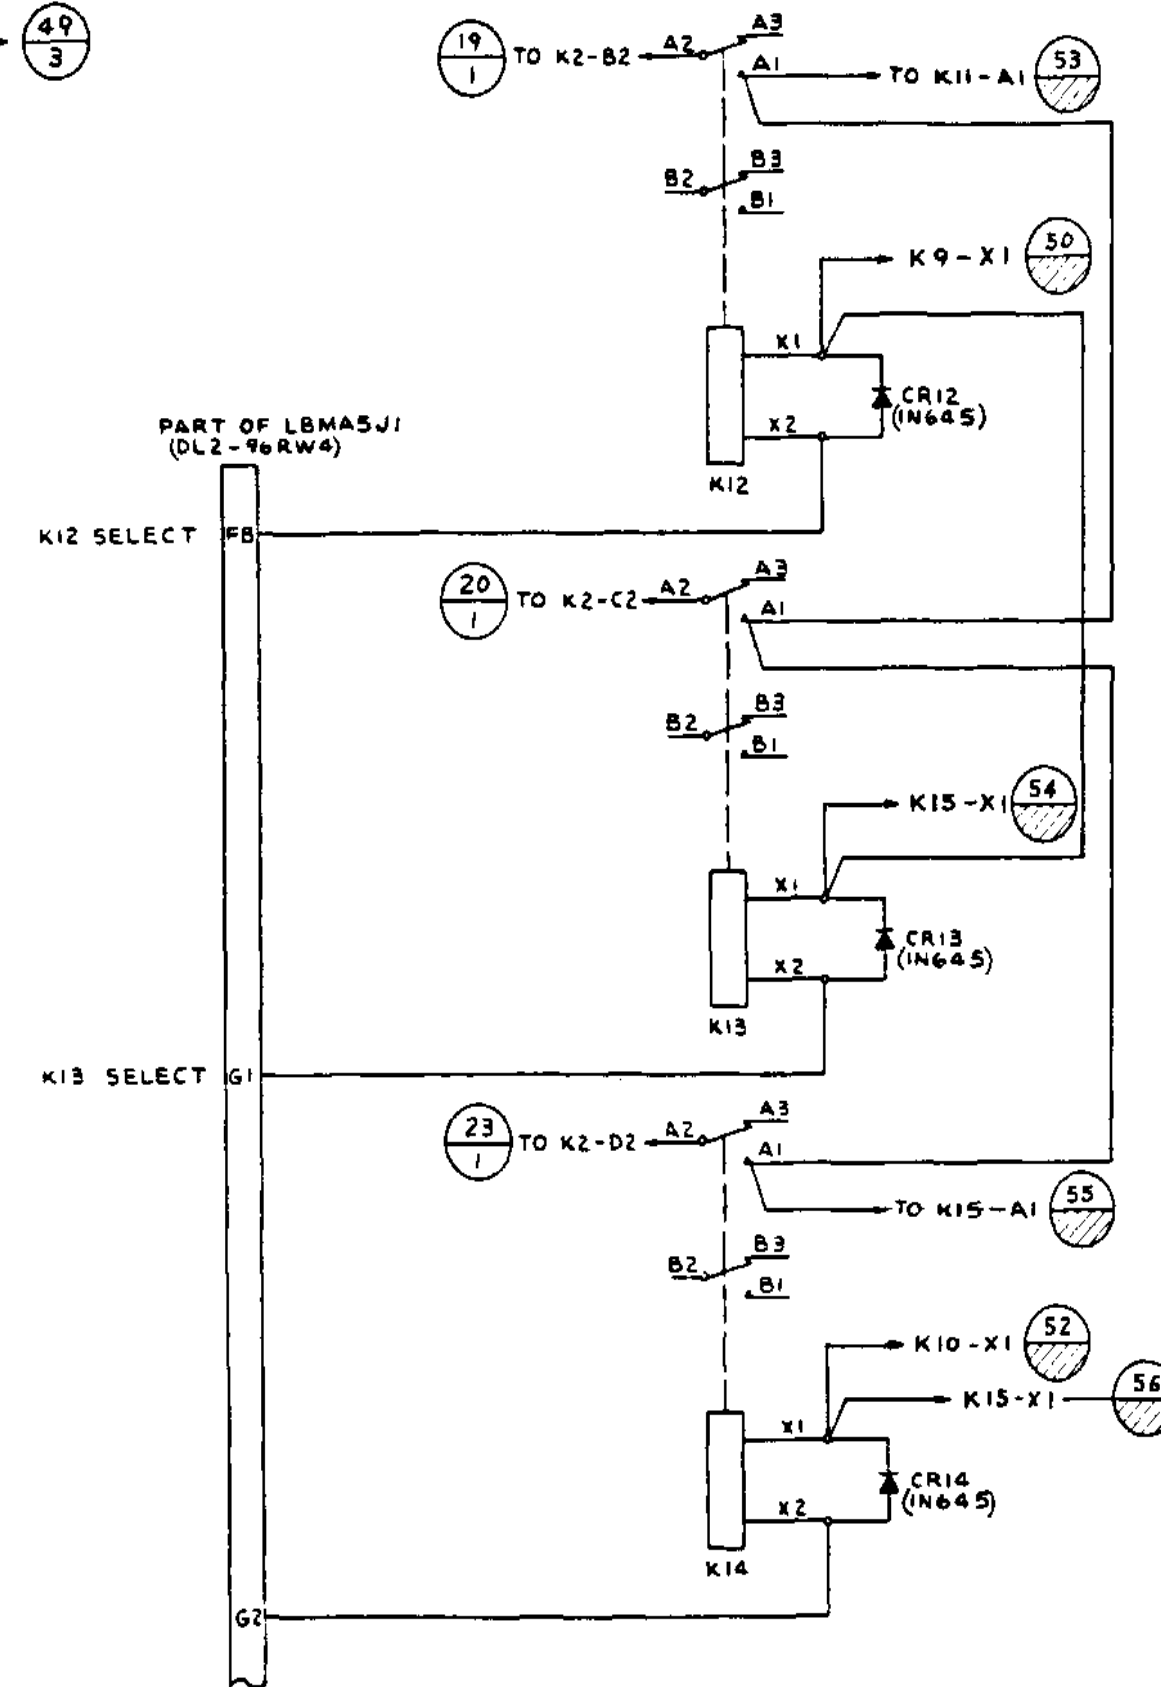 49
3
19
1
TO K2-B2
A2
A3
A1
TO K11-A1
53
B2
B3
B1
K9-X1
50
X1
CR12
(IN645)
X2
K12
PART OF LBMA5J1
(DL2-96RW4)
K12 SELECT
F8
20
1
TO K2-C2
A2
A3
A1
B2
B3
B1
K15-X1
54
X1
CR13
(IN645)
X2
K13
K13 SELECT
G1
23
1
TO K2-D2
A2
A3
A1
TO K15-A1
55
B2
B3
B1
K10-X1
52
K15-X1
56
X1
CR14
(IN645)
X2
K14
G2